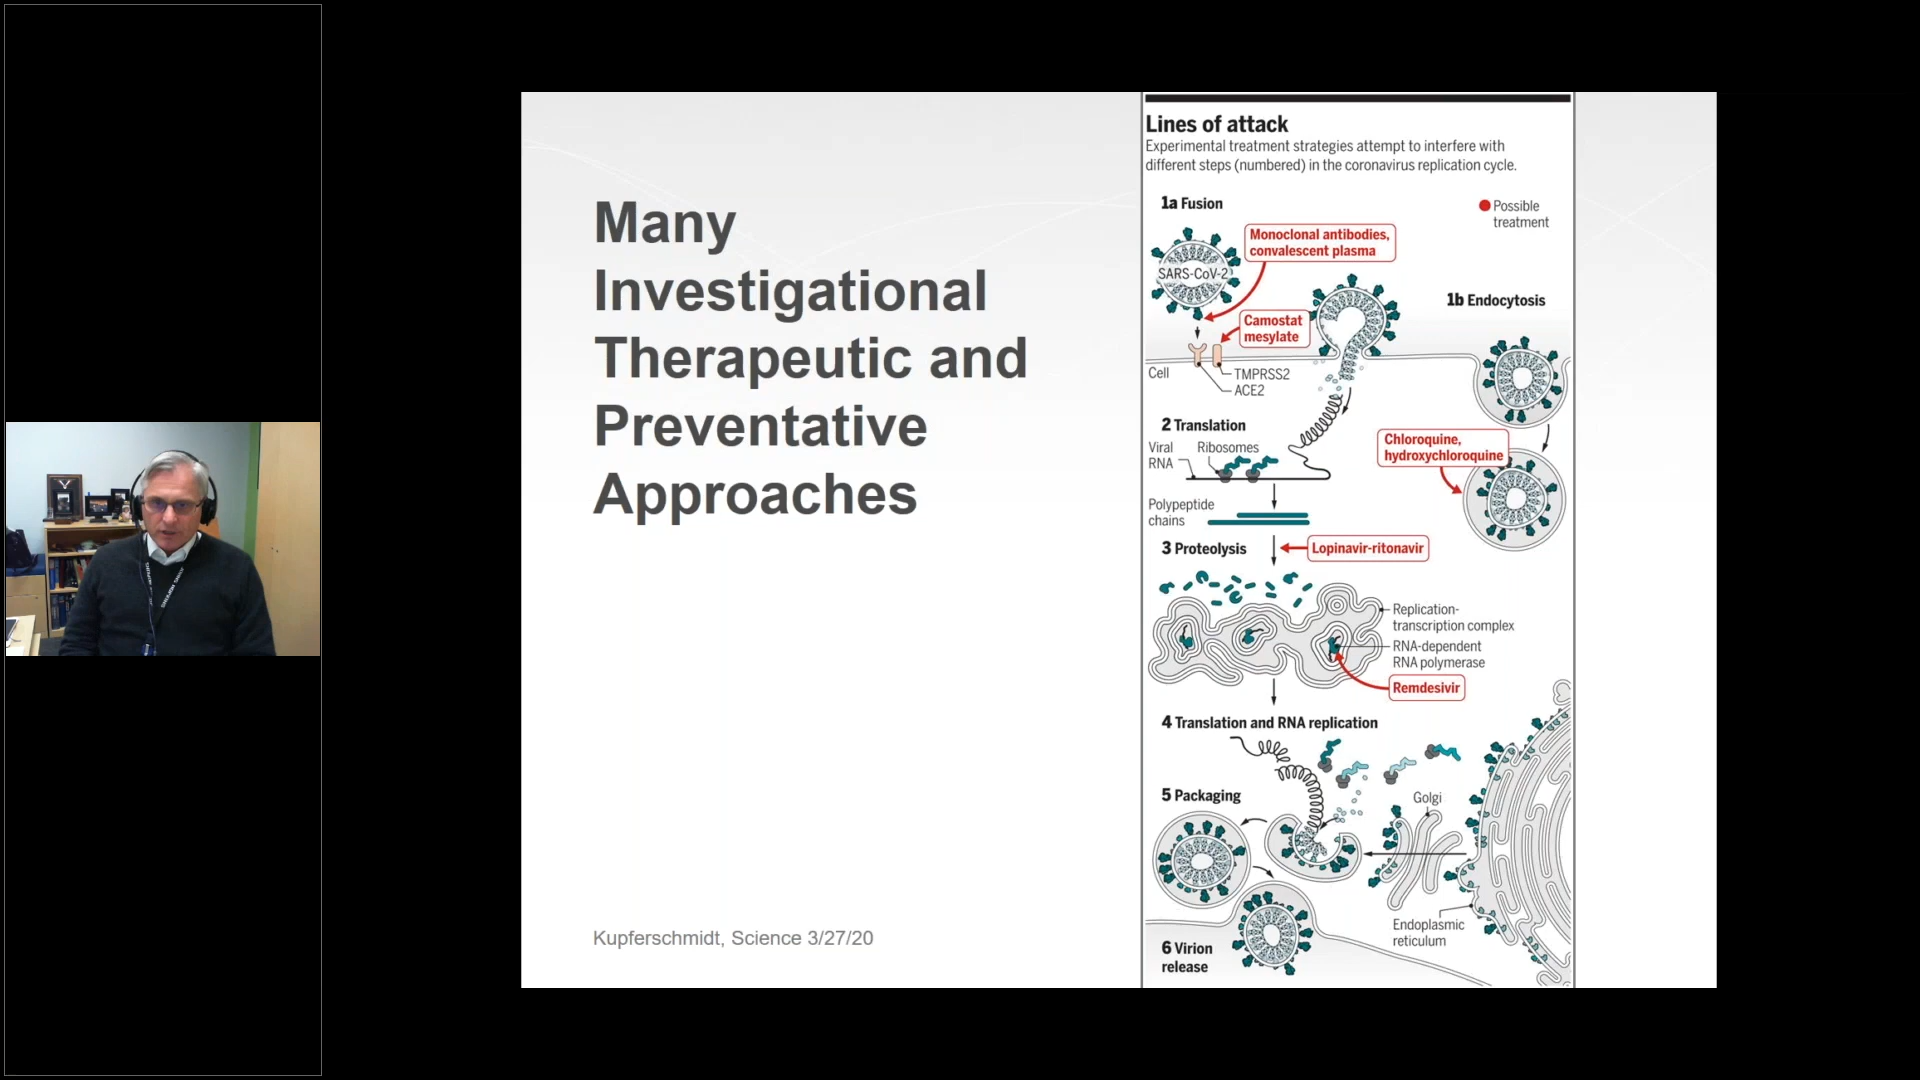 Many
Investigational
Therapeutic and
Preventative
Approaches
Kupferschmidt, Science 3/27/20
Lines of attack
Experimental treatment strategies attempt to interfere with
different steps (numbered) in the coronavirus replication cycle.
1a Fusion
Possible
treatment
Monoclonal antibodies,
convalescent plasma
SARS-CoV-2
1b Endocytosis
Camostat
mesylate
Cell
TMPRSS2
ACE2
2 Translation
Viral
RNA
Ribosomes
Chloroquine,
hydroxychloroquine
Polypeptide
chains
3 Proteolysis
Lopinavir-ritonavir
Replication-
transcription complex
RNA-dependent
RNA polymerase
Remdesivir
4 Translation and RNA replication
5 Packaging
Golgi
Endoplasmic
reticulum
6 Virion
release